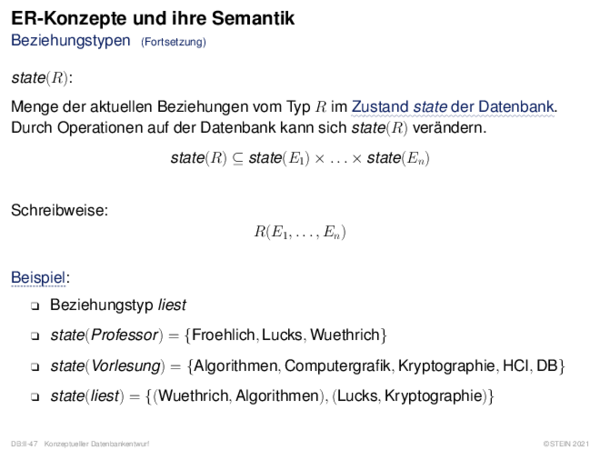 ER-Konzepte und ihre Semantik
Beziehungstypen (Fortsetzung)
state(R):
Menge der aktuellen Beziehungen vom Typ R im Zustand state der Datenbank.
Durch Operationen auf der Datenbank kann sich state(R) verändern.
state(R) ⊆ state(E₁) × … × state(Eₙ)
Schreibweise:
R(E₁, …, Eₙ)
Beispiel:
❑ Beziehungstyp liest
❑ state(Professor) = {Froehlich, Lucks, Wuethrich}
❑ state(Vorlesung) = {Algorithmen, Computergrafik, Kryptographie, HCI, DB}
❑ state(liest) = {(Wuethrich, Algorithmen), (Lucks, Kryptographie)}
DB:II-47 Konzeptueller Datenbankentwurf ©STEIN 2021